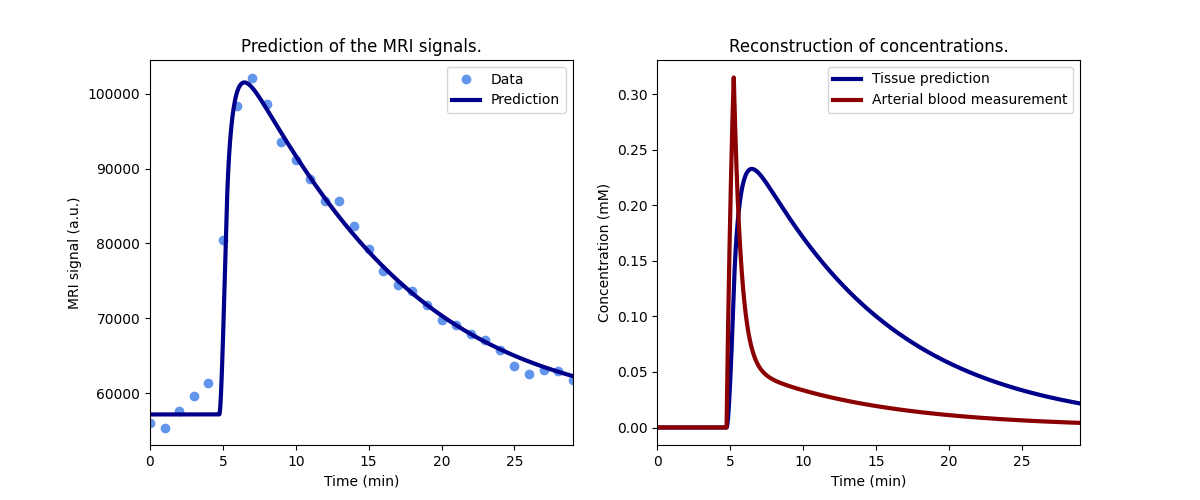 Prediction of the MRI signals.
Data
Prediction
100000
90000
80000
70000
60000
MRI signal (a.u.)
0 5 10 15 20 25
Time (min)
Reconstruction of concentrations.
Tissue prediction
Arterial blood measurement
0.30
0.25
0.20
0.15
0.10
0.05
0.00
Concentration (mM)
0 5 10 15 20 25
Time (min)